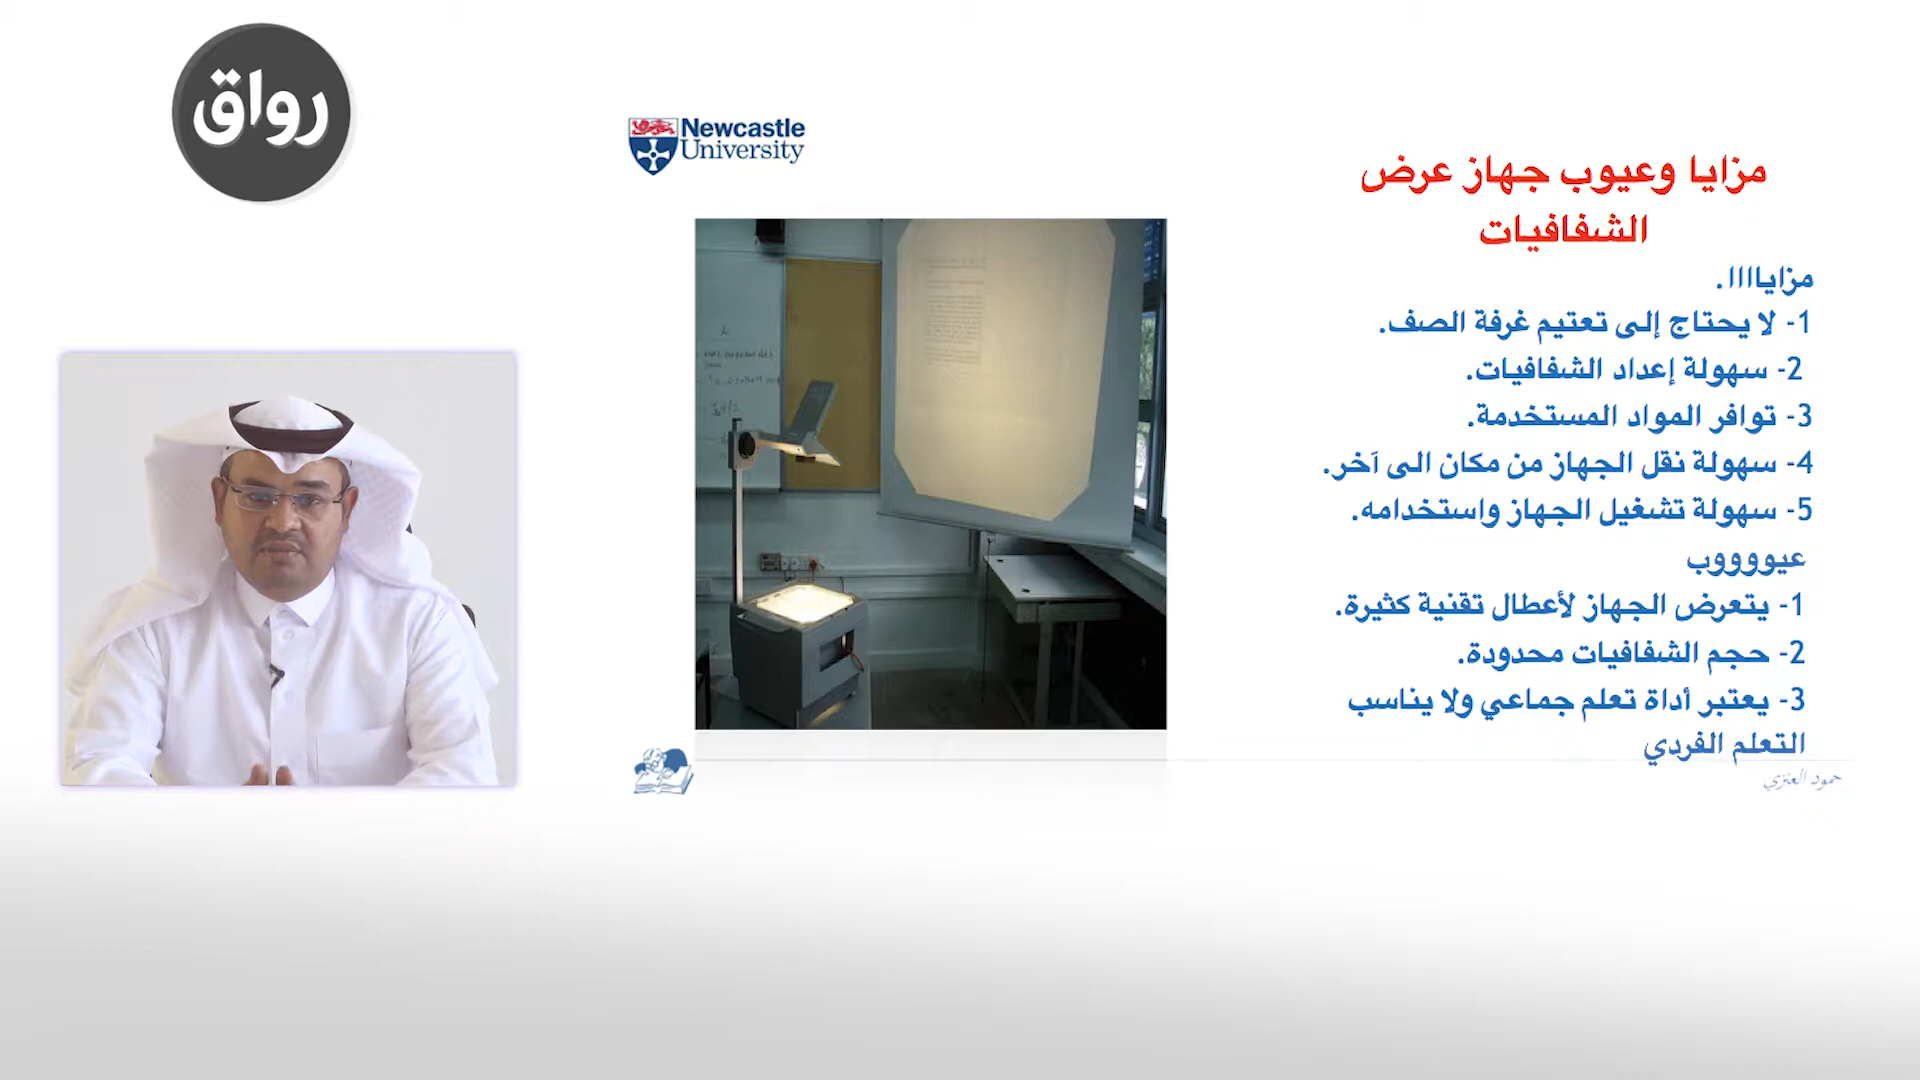 رواق
Newcastle
University
مزايا وعيوب جهاز عرض
الشفافيات
مزايااااا .
1- لا يحتاج إلى تعتيم غرفة الصف.
2- سهولة إعداد الشفافيات.
3- توافر المواد المستخدمة.
4- سهولة نقل الجهاز من مكان الى آخر.
5- سهولة تشغيل الجهاز واستخدامه.
عيووووب
1- يتعرض الجهاز لأعطال تقنية كثيرة.
2- حجم الشفافيات محدودة.
3- يعتبر أداة تعلم جماعي ولا يناسب
التعلم الفردي
حمود العنزي